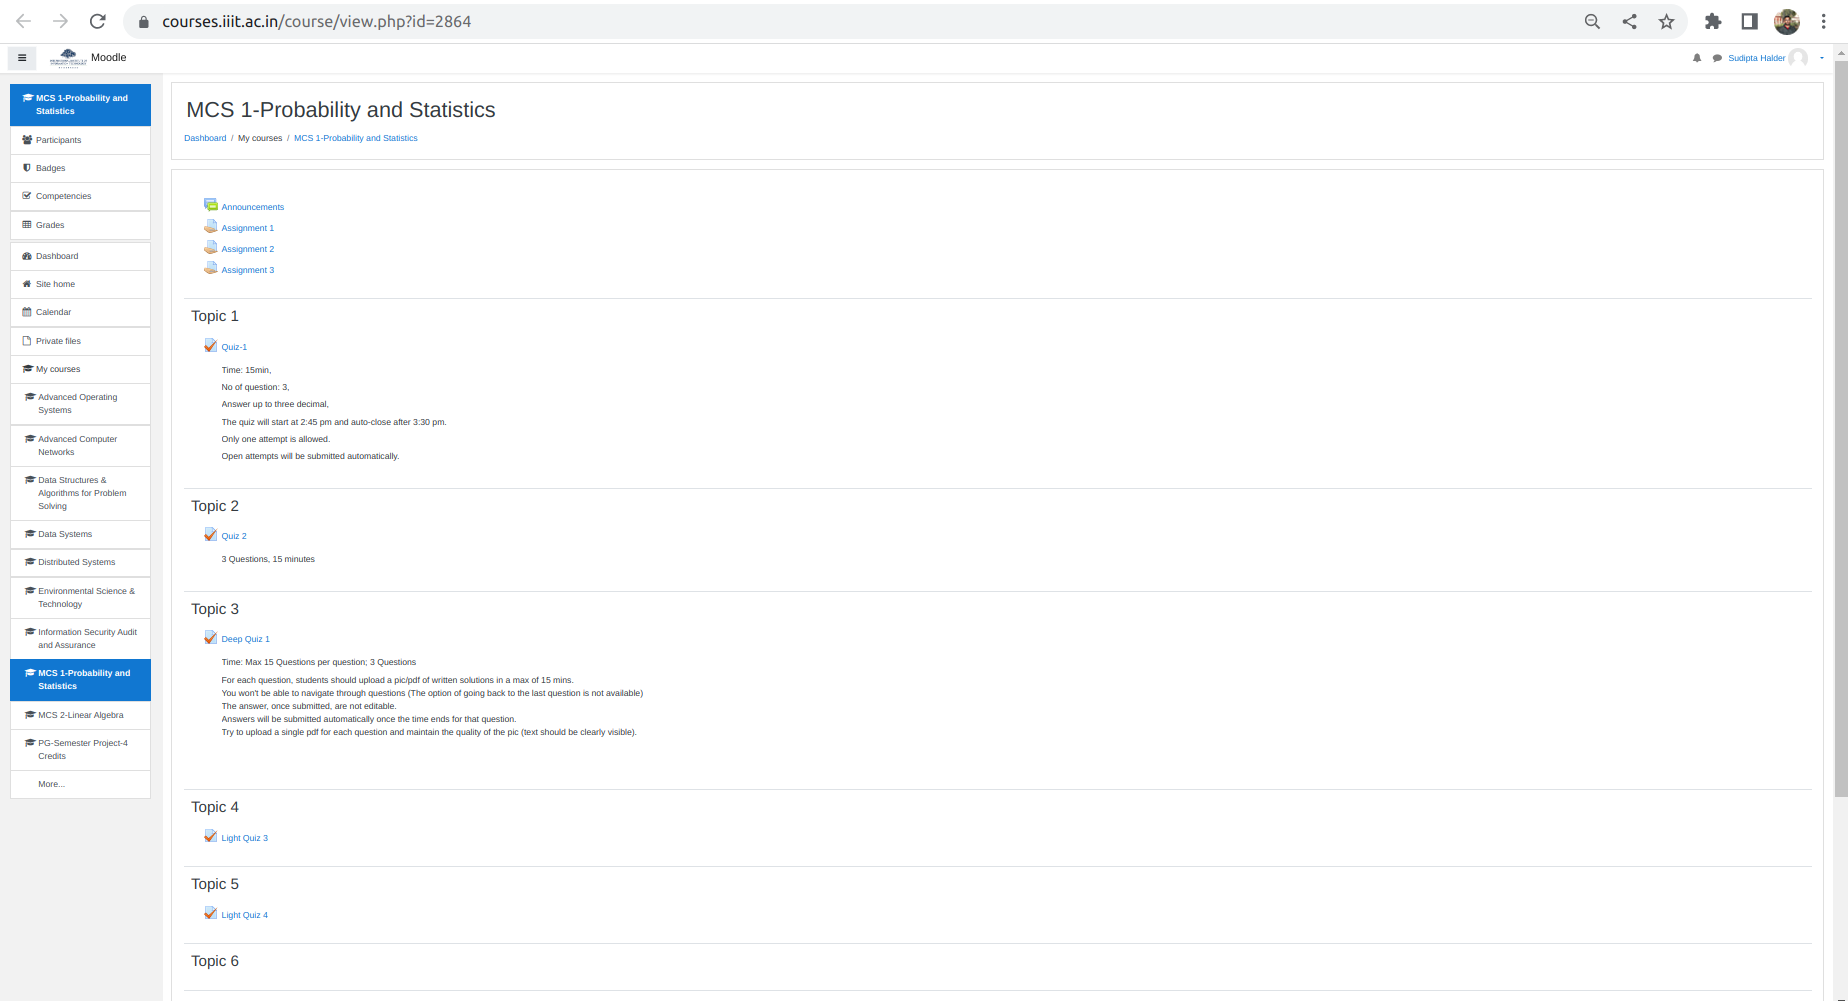 courses.iiit.ac.in/course/view.php?id=2864
Moodle
Sudipta Halder
MCS 1-Probability and
Statistics
Participants
Badges
Competencies
Grades
Dashboard
Site home
Calendar
Private files
My courses
Advanced Operating
Systems
Advanced Computer
Networks
Data Structures &
Algorithms for Problem
Solving
Data Systems
Distributed Systems
Environmental Science &
Technology
Information Security Audit
and Assurance
MCS 1-Probability and
Statistics
MCS 2-Linear Algebra
PG-Semester Project-4
Credits
More...
MCS 1-Probability and Statistics
Dashboard / My courses / MCS 1-Probability and Statistics
Announcements
Assignment 1
Assignment 2
Assignment 3
Topic 1
Quiz-1
Time: 15min,
No of question: 3,
Answer up to three decimal,
The quiz will start at 2:45 pm and auto-close after 3:30 pm.
Only one attempt is allowed.
Open attempts will be submitted automatically.
Topic 2
Quiz 2
3 Questions, 15 minutes
Topic 3
Deep Quiz 1
Time: Max 15 Questions per question; 3 Questions
For each question, students should upload a pic/pdf of written solutions in a max of 15 mins.
You won't be able to navigate through questions (The option of going back to the last question is not available)
The answer, once submitted, are not editable.
Answers will be submitted automatically once the time ends for that question.
Try to upload a single pdf for each question and maintain the quality of the pic (text should be clearly visible).
Topic 4
Light Quiz 3
Topic 5
Light Quiz 4
Topic 6